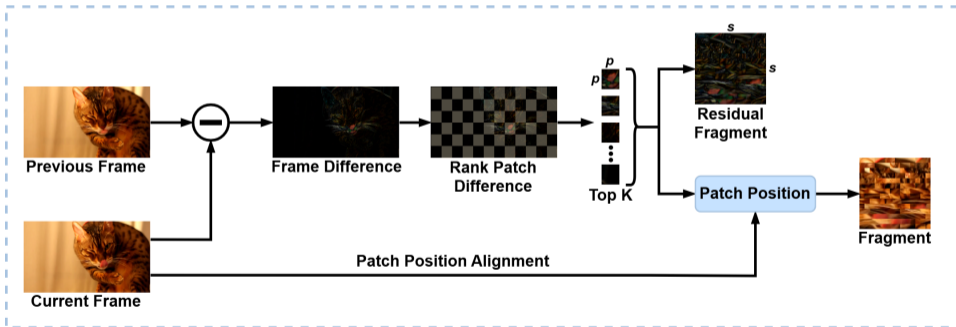 Previous Frame
Current Frame
Frame Difference
Rank Patch
Difference
p
p
Top K
s
s
Residual
Fragment
Patch Position
Fragment
Patch Position Alignment